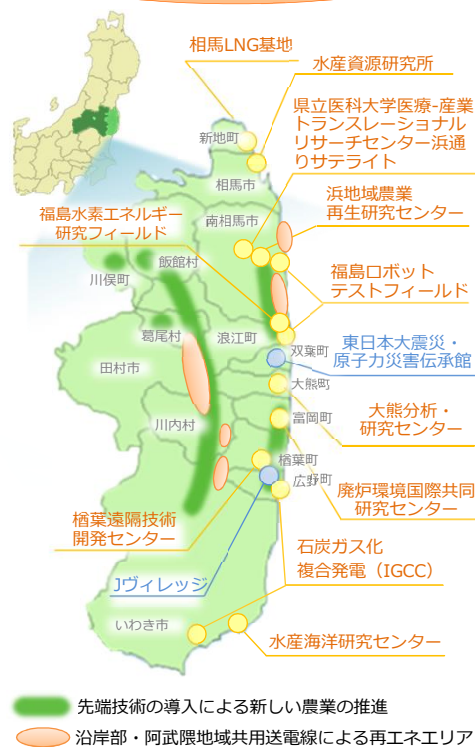 相馬LNG基地
水産資源研究所
県立医科大学医療-産業
トランスレーショナル
リサーチセンター浜通
りサテライト
新地町
相馬市
浜地域農業
再生研究センター
福島水素エネルギー
研究フィールド
南相馬市
飯館村
川俣町
福島ロボット
テストフィールド
葛尾村
浪江町
東日本大震災・
原子力災害伝承館
双葉町
田村市
大熊町
大熊分析・
研究センター
川内村
富岡町
楢葉町
広野町
廃炉環境国際共同
研究センター
楢葉遠隔技術
開発センター
石炭ガス化
複合発電（IGCC）
Jヴィレッジ
いわき市
水産海洋研究センター
先端技術の導入による新しい農業の推進
沿岸部・阿武隈地域共用送電線による再エネエリア